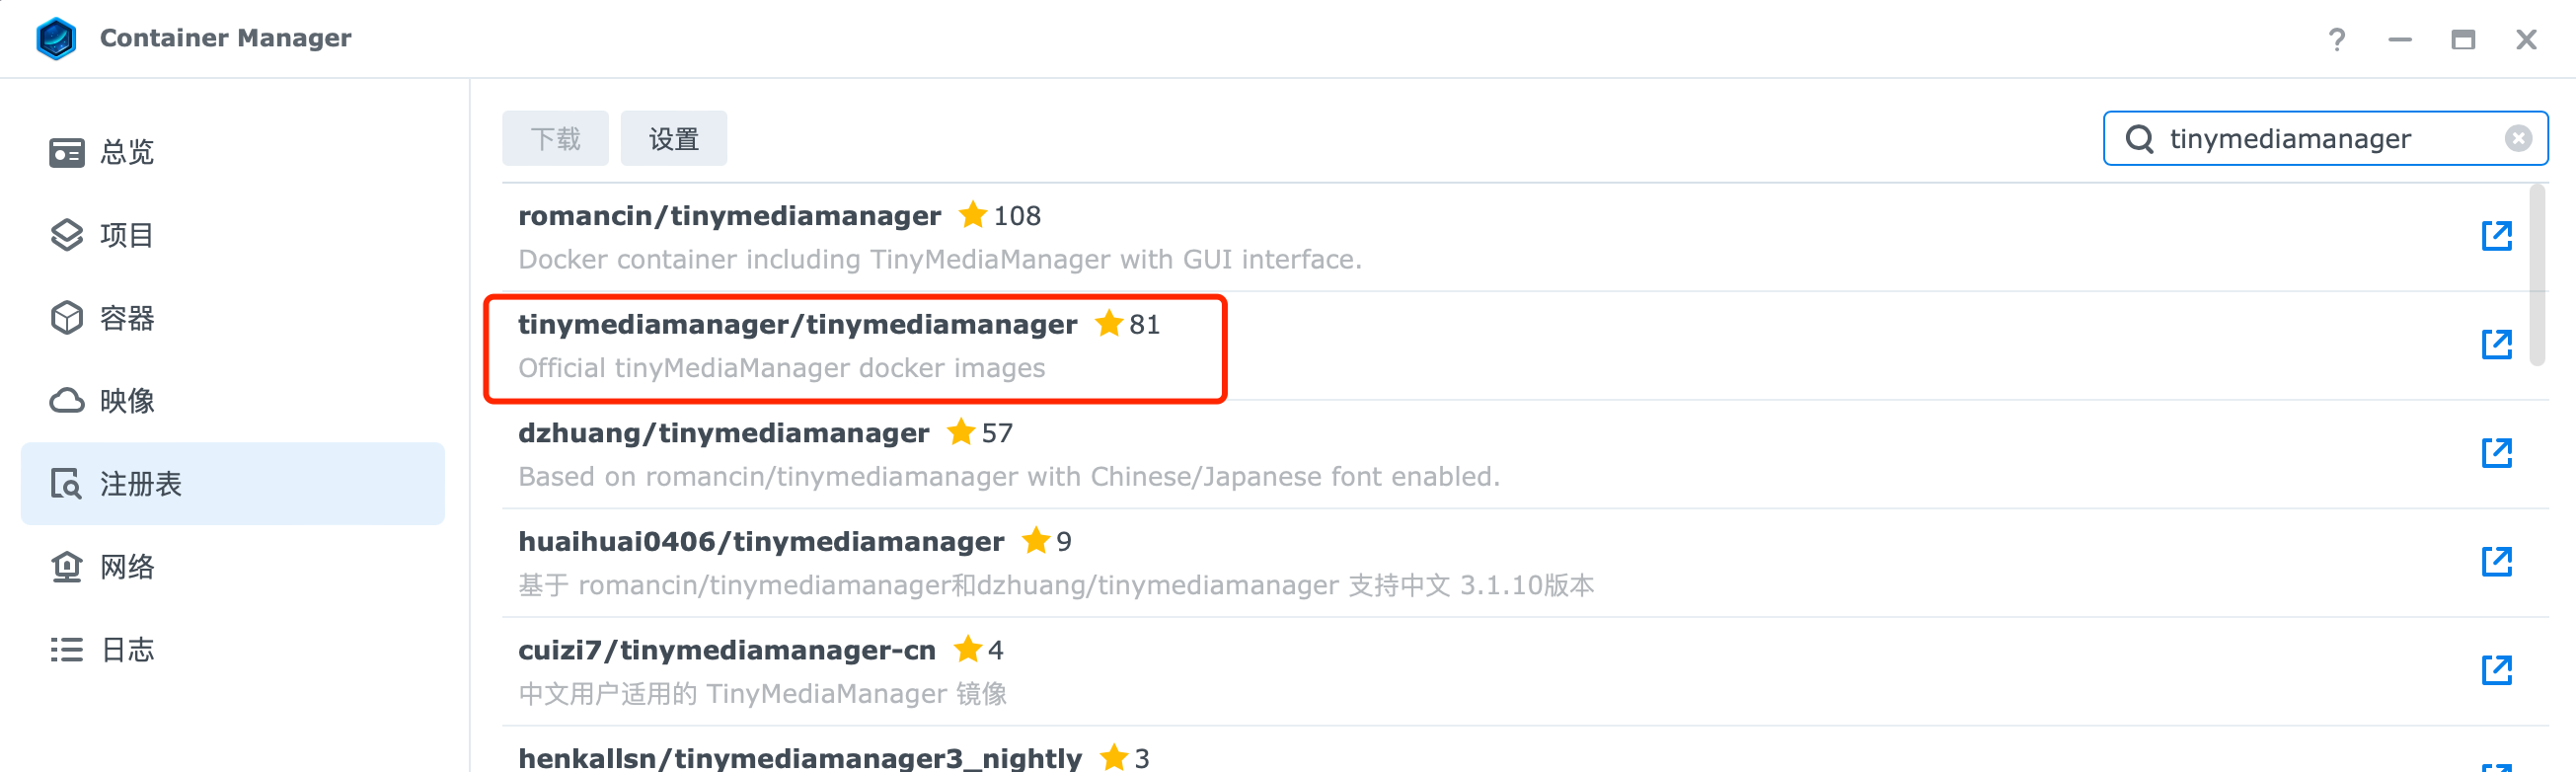 Container Manager
总览
项目
容器
映像
注册表
网络
日志
下载
设置
tinymediamanager
romancin/tinymediamanager 108
Docker container including TinyMediaManager with GUI interface.
tinymediamanager/tinymediamanager 81
Official tinyMediaManager docker images
dzhuang/tinymediamanager 57
Based on romancin/tinymediamanager with Chinese/Japanese font enabled.
huaihuai0406/tinymediamanager 9
基于 romancin/tinymediamanager和dzhuang/tinymediamanager 支持中文 3.1.10版本
cuizi7/tinymediamanager-cn 4
中文用户适用的 TinyMediaManager 镜像
henkallsn/tinymediamanager3_nightly 3